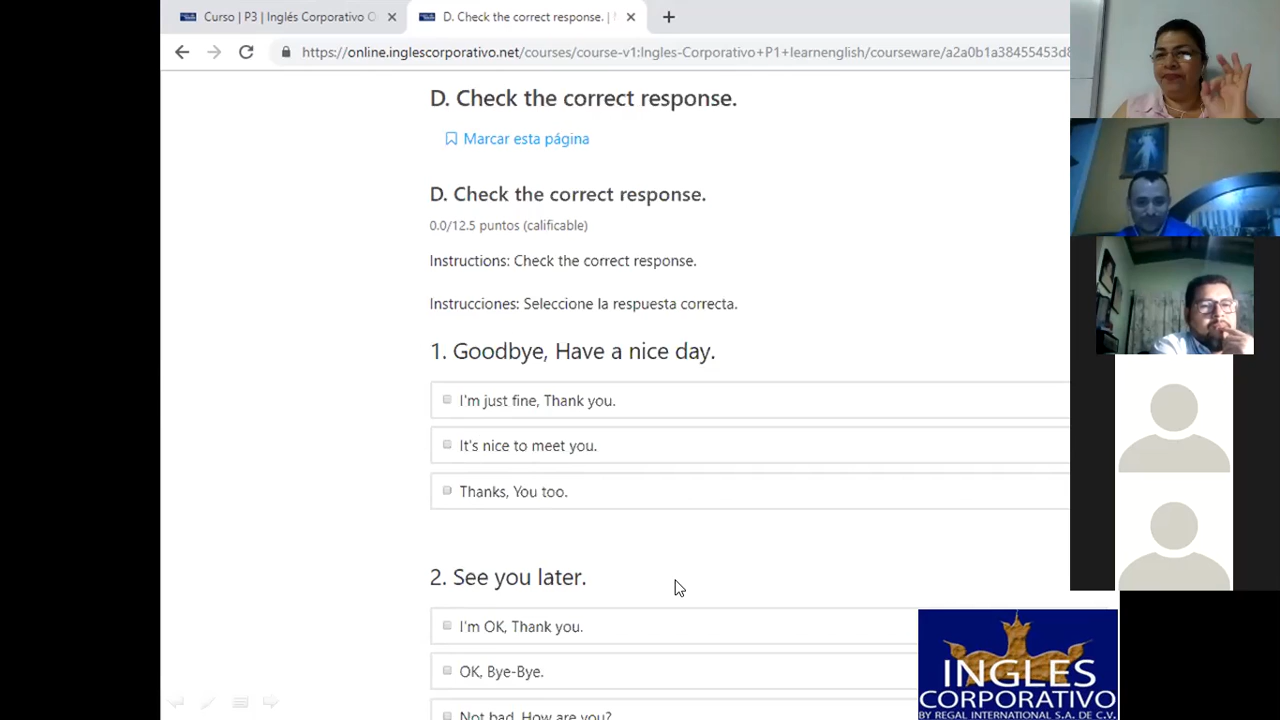 Curso | P3 | Inglés Corporativo O
D. Check the correct response. |
https://online.inglescorporativo.net/courses/course-v1:Ingles-Corporativo+P1+learnenglish/courseware/a2a0b1a38455453d8
D. Check the correct response.
Marcar esta página
D. Check the correct response.
0.0/12.5 puntos (calificable)
Instructions: Check the correct response.
Instrucciones: Seleccione la respuesta correcta.
1. Goodbye, Have a nice day.
I'm just fine, Thank you.
It's nice to meet you.
Thanks, You too.
2. See you later.
I'm OK, Thank you.
OK, Bye-Bye.
Not bad, How are you?
INGLES
CORPORATIVO
BY REGAL INTERNATIONAL S.A. DE C.V.